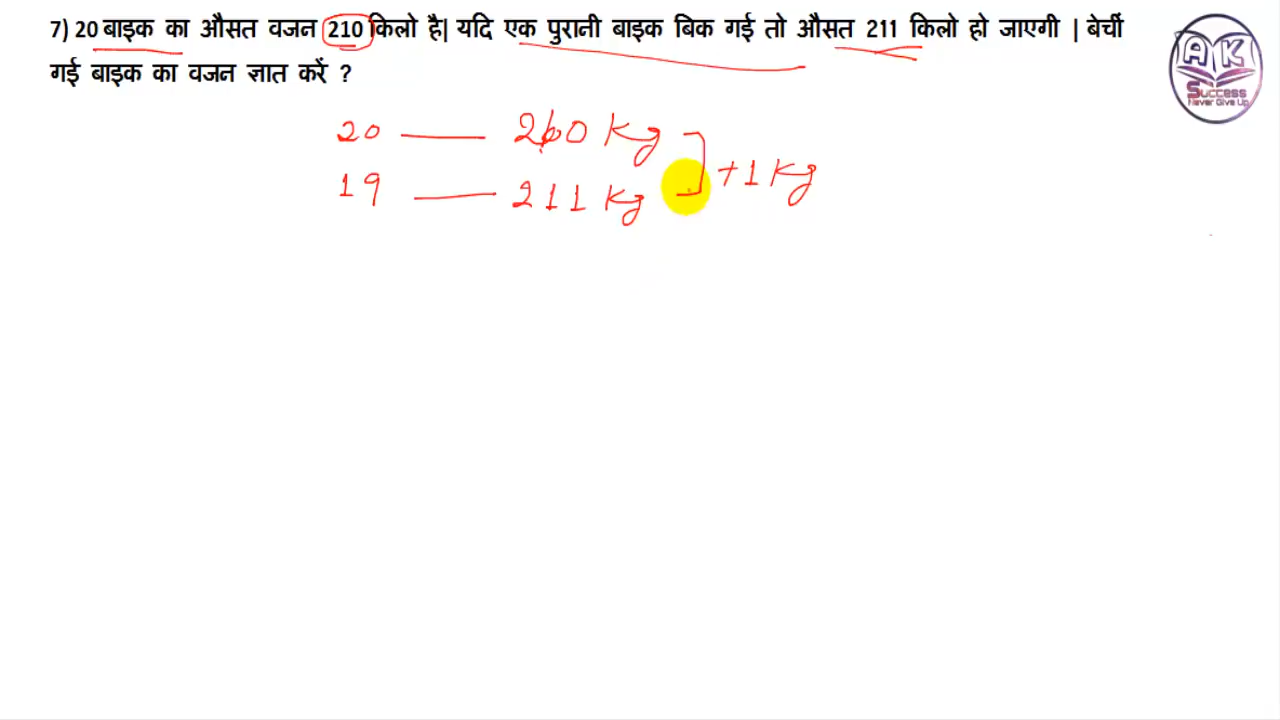 7) 20 बाइक का औसत वजन 210 किलो है| यदि एक पुरानी बाइक बिक गई तो औसत 211 किलो हो जाएगी | बेचीं
गई बाइक का वजन ज्ञात करें ?
AK
Success
Never Give Up
20 — 210 Kg
19 — 211 Kg
+1 Kg